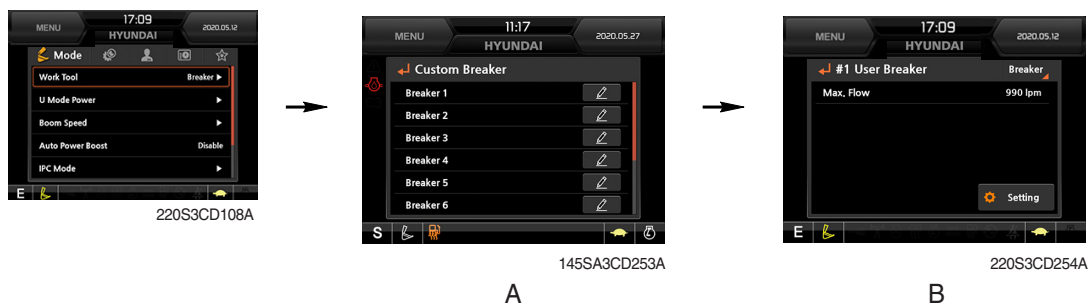 MENU
17:09
HYUNDAI
2020.05.12
Mode
Work Tool
Breaker ▶
U Mode Power
▶
Boom Speed
▶
Auto Power Boost
Disable
IPC Mode
▶
E
220S3CD108A
MENU
11:17
HYUNDAI
2020.05.27
Custom Breaker
Breaker 1
Breaker 2
Breaker 3
Breaker 4
Breaker 5
Breaker 6
S
145SA3CD253A
A
MENU
17:09
HYUNDAI
2020.05.12
#1 User Breaker
Breaker
Max, Flow
990 lpm
Setting
E
220S3CD254A
B